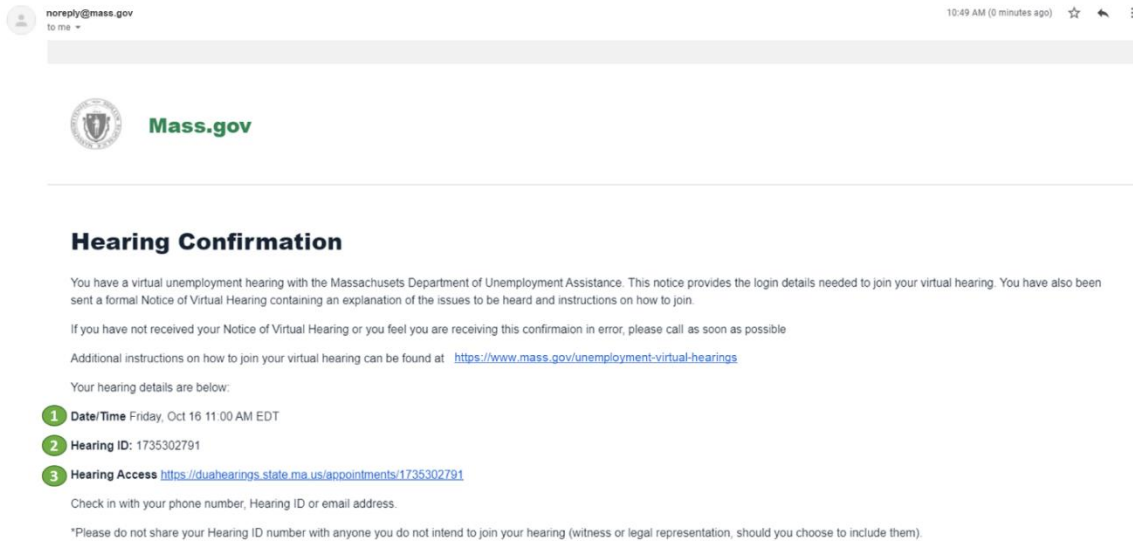 noreply@mass.gov
10:49 AM (0 minutes ago)
to me
Mass.gov
Hearing Confirmation
You have a virtual unemployment hearing with the Massachusets Department of Unemployment Assistance. This notice provides the login details needed to join your virtual hearing. You have also been
sent a formal Notice of Virtual Hearing containing an explanation of the issues to be heard and instructions on how to join.
If you have not received your Notice of Virtual Hearing or you feel you are receiving this confirmaion in error, please call as soon as possible
Additional instructions on how to join your virtual hearing can be found at https://www.mass.gov/unemployment-virtual-hearings
Your hearing details are below:
1 Date/Time Friday, Oct 16 11:00 AM EDT
2 Hearing ID: 1735302791
3 Hearing Access https://duahearings.state.ma.us/appointments/1735302791
Check in with your phone number, Hearing ID or email address.
*Please do not share your Hearing ID number with anyone you do not intend to join your hearing (witness or legal representation, should you choose to include them).